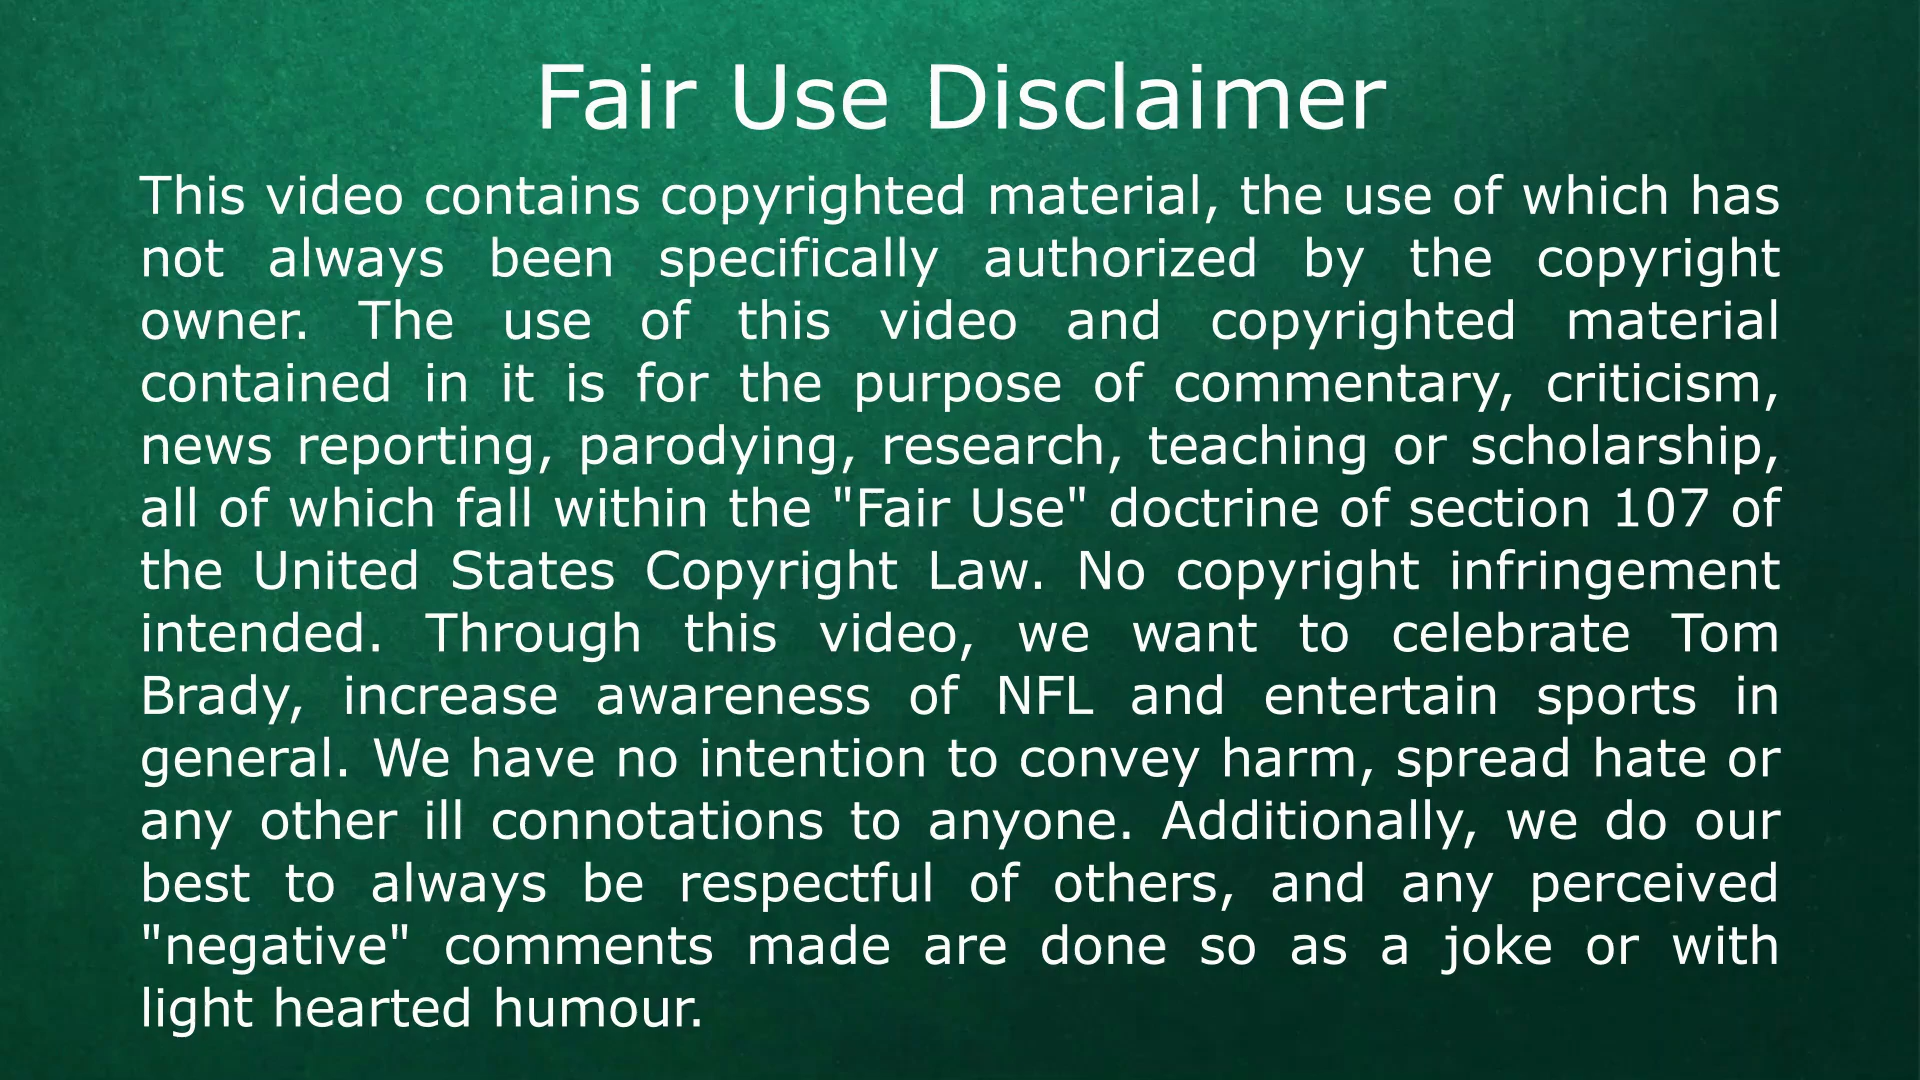 Fair Use Disclaimer
This video contains copyrighted material, the use of which has
not always been specifically authorized by the copyright
owner. The use of this video and copyrighted material
contained in it is for the purpose of commentary, criticism,
news reporting, parodying, research, teaching or scholarship,
all of which fall within the "Fair Use" doctrine of section 107 of
the United States Copyright Law. No copyright infringement
intended. Through this video, we want to celebrate Tom
Brady, increase awareness of NFL and entertain sports in
general. We have no intention to convey harm, spread hate or
any other ill connotations to anyone. Additionally, we do our
best to always be respectful of others, and any perceived
"negative" comments made are done so as a joke or with
light hearted humour.